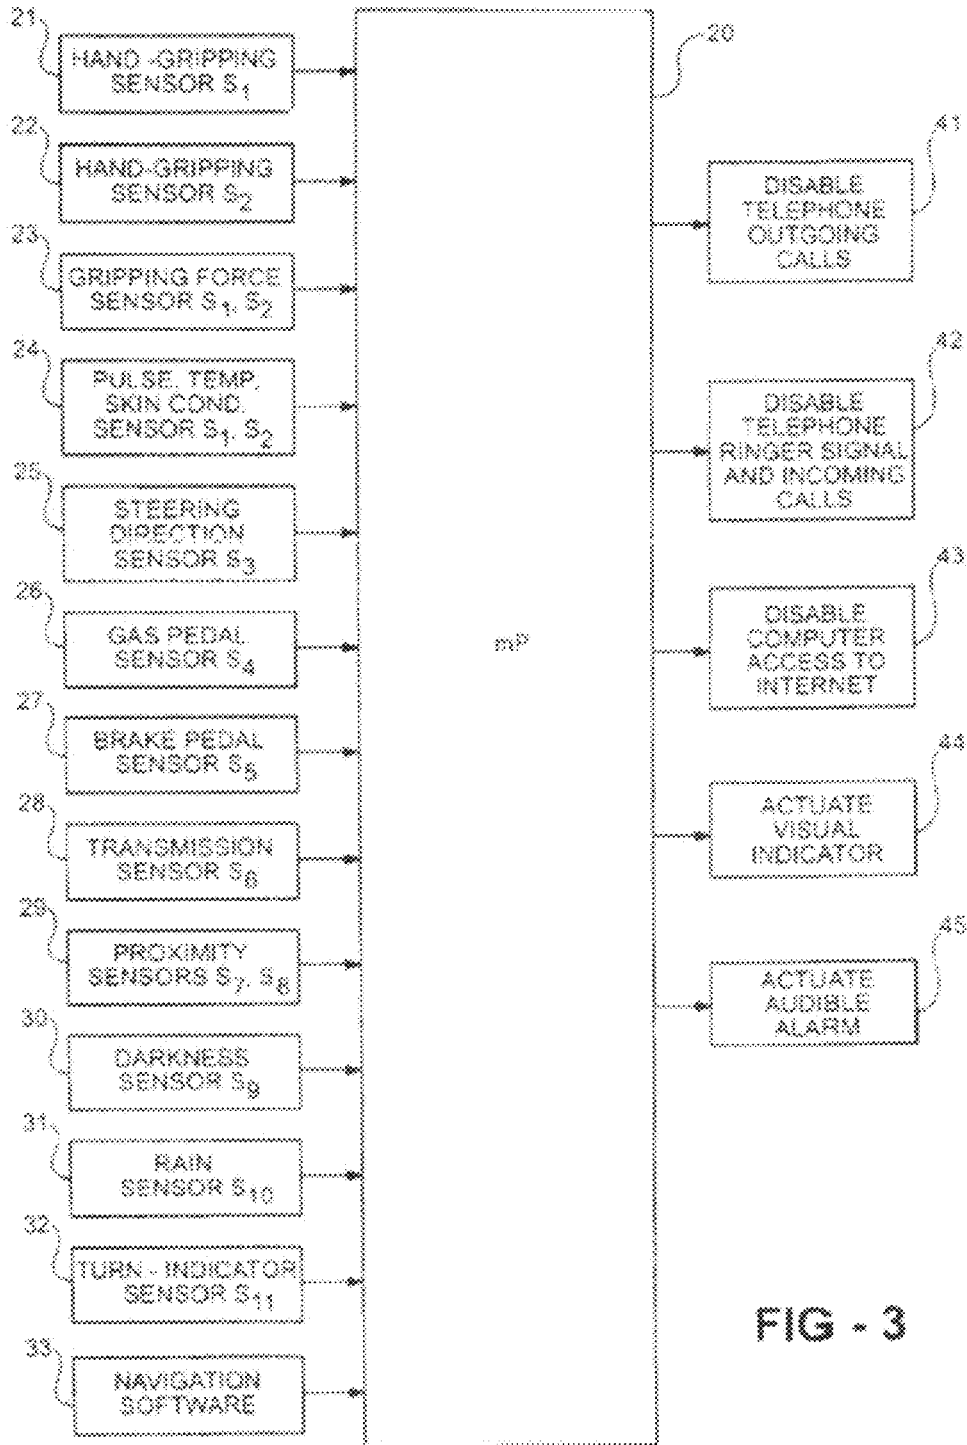 21
HAND -GRIPPING
SENSOR S1
22
HAND-GRIPPING
SENSOR S2
23
GRIPPING FORCE
SENSOR S1, S2
24
PULSE, TEMP,
SKIN COND.
SENSOR S1, S2
25
STEERING
DIRECTION
SENSOR S3
26
GAS PEDAL
SENSOR S4
27
BRAKE PEDAL
SENSOR S5
28
TRANSMISSION
SENSOR S6
29
PROXIMITY
SENSORS S7, S8
30
DARKNESS
SENSOR S9
31
RAIN
SENSOR S10
32
TURN - INDICATOR
SENSOR S11
33
NAVIGATION
SOFTWARE
mP
20
41
DISABLE
TELEPHONE
OUTGOING
CALLS
42
DISABLE
TELEPHONE
RINGER SIGNAL
AND INCOMING
CALLS
43
DISABLE
COMPUTER
ACCESS TO
INTERNET
44
ACTUATE
VISUAL
INDICATOR
45
ACTUATE
AUDIBLE
ALARM
FIG - 3